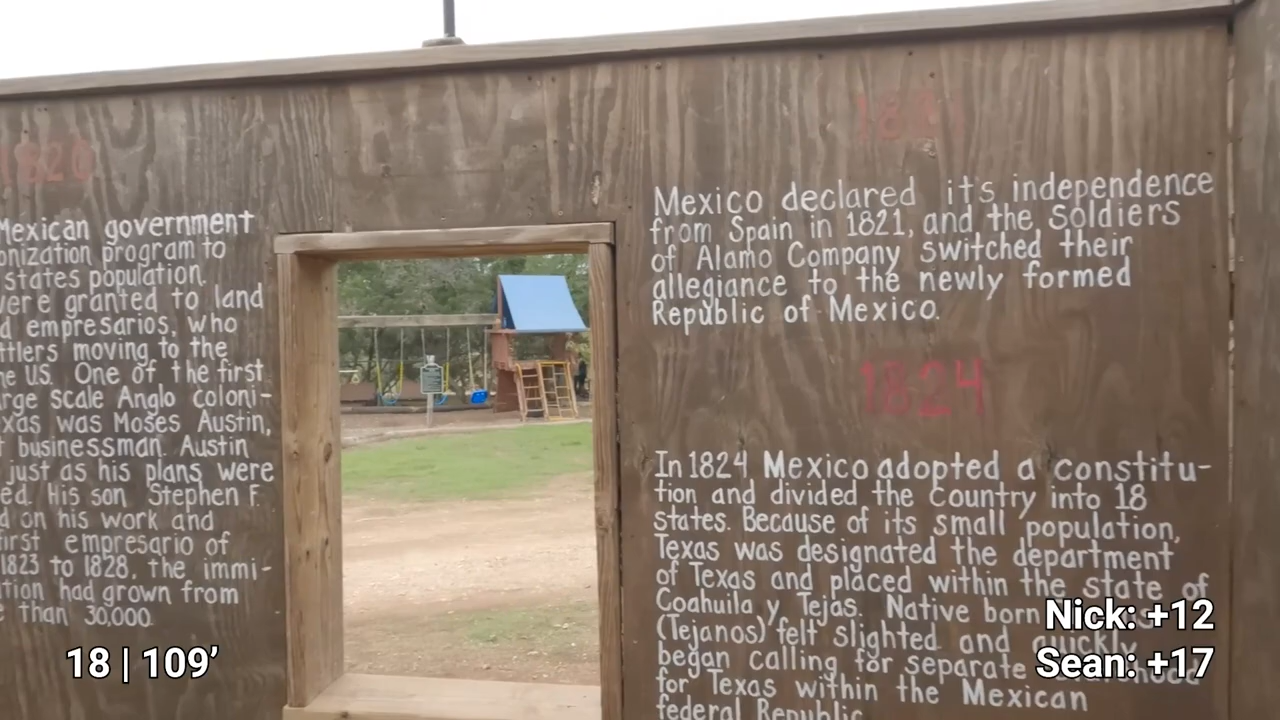 1820
Mexican government
onization program to
states population.
were granted to land
d empresarios, who
ttlers moving to the
he US. One of the first
arge scale Anglo coloni-
xas was Moses Austin,
t businessman. Austin
just as his plans were
ed. His son Stephen F.
d on his work and
first empresario of
1823 to 1828, the immi-
tion had grown from
e than 30,000.
1821
Mexico declared its independence
from Spain in 1821, and the soldiers
of Alamo Company switched their
allegiance to the newly formed
Republic of Mexico.
1824
In 1824 Mexico adopted a constitu-
tion and divided the Country into 18
states. Because of its small population,
Texas was designated the department
of Texas and placed within the state of
Coahuila y Tejas. Native born
(Tejanos) felt slighted and quickly
began calling for separate statehood
for Texas within the Mexican
federal Republic.
18 | 109’
Nick: +12
Sean: +17